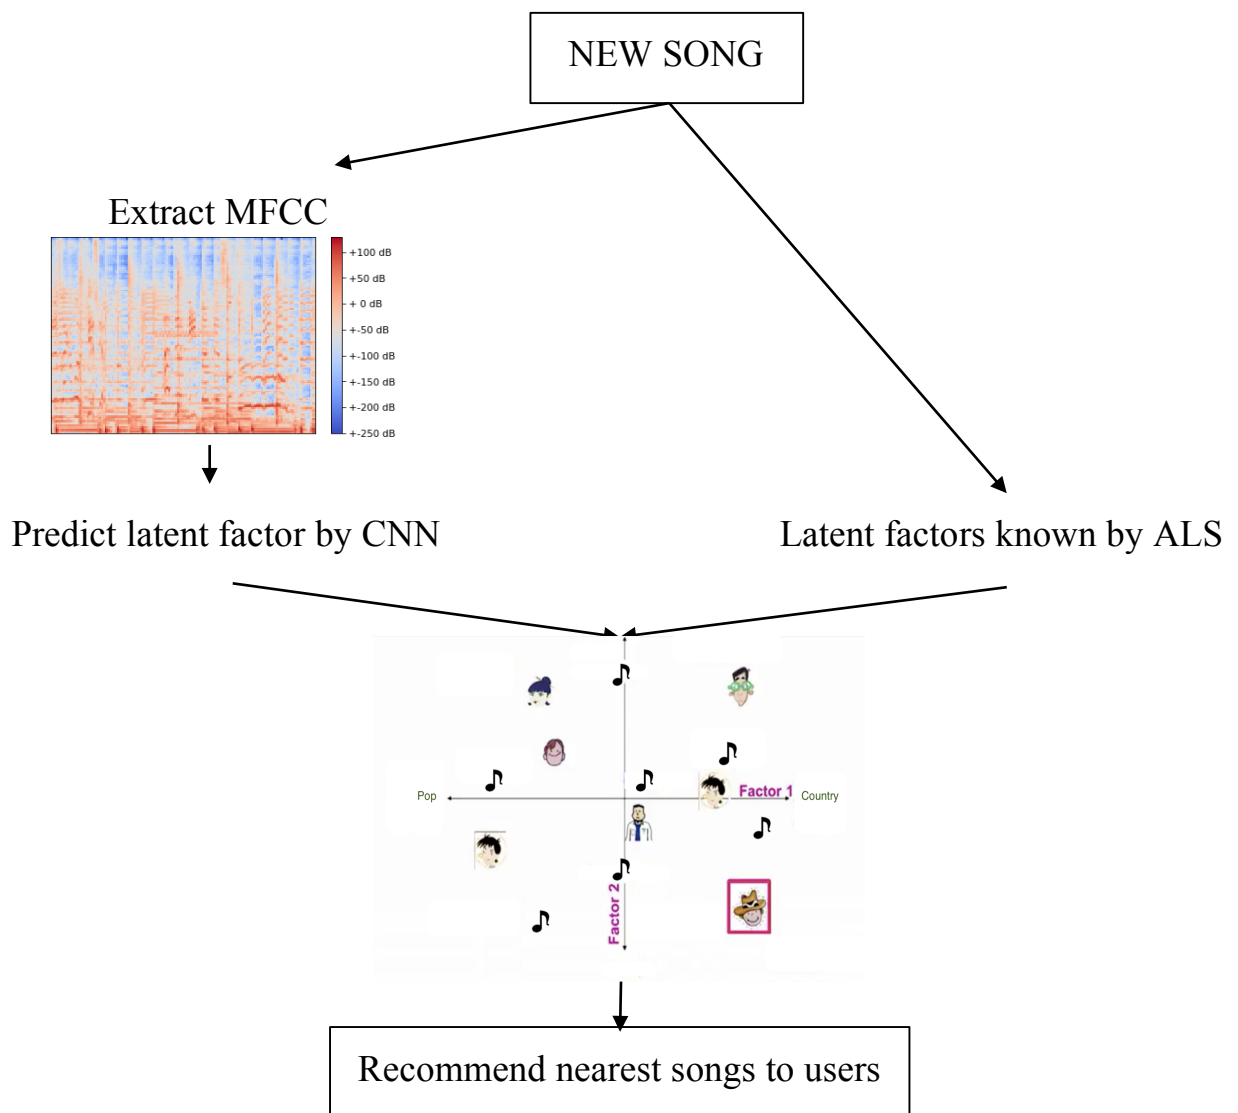 NEW SONG
Extract MFCC
+100 dB
+50 dB
+ 0 dB
+-50 dB
+-100 dB
+-150 dB
+-200 dB
+-250 dB
Predict latent factor by CNN
Latent factors known by ALS
Pop
Factor 1
Country
Factor 2
Recommend nearest songs to users